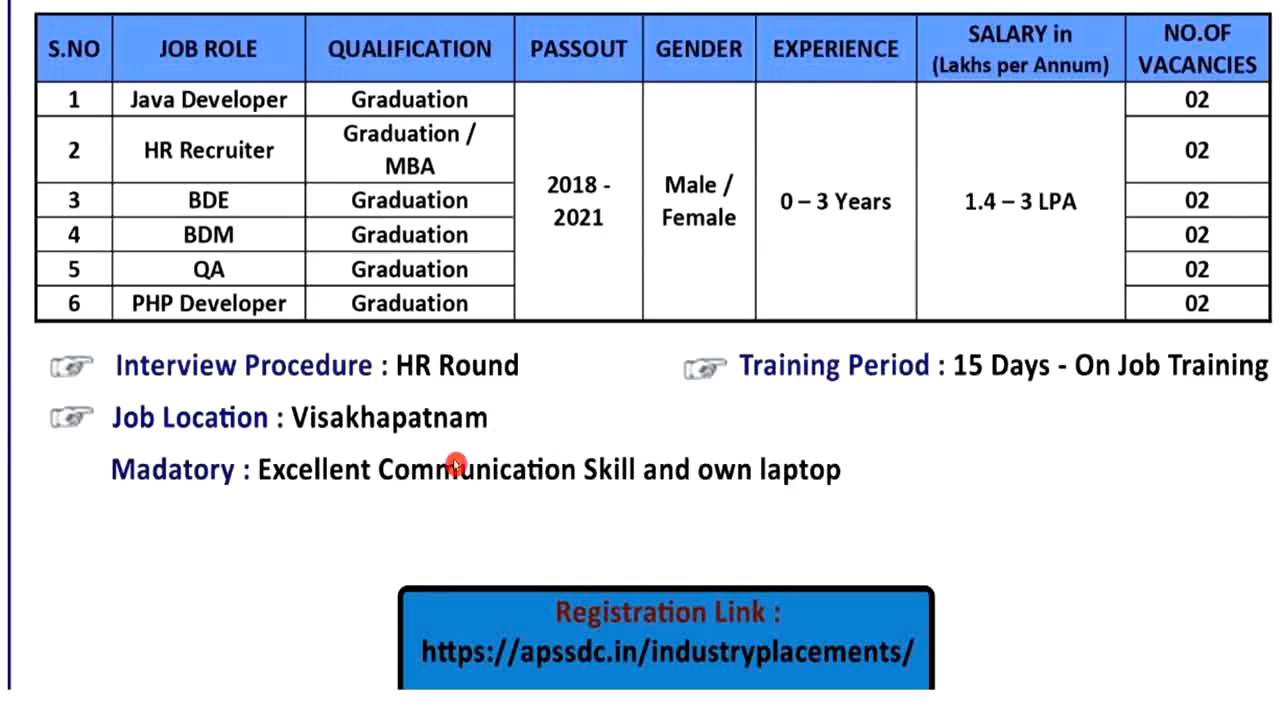 S.NO JOB ROLE QUALIFICATION PASSOUT GENDER EXPERIENCE SALARY in (Lakhs per Annum) NO.OF VACANCIES
1 Java Developer Graduation 02
2 HR Recruiter Graduation / MBA 02
3 BDE Graduation 2018 - 2021 Male / Female 0 – 3 Years 1.4 – 3 LPA 02
4 BDM Graduation 02
5 QA Graduation 02
6 PHP Developer Graduation 02
Interview Procedure : HR Round
Training Period : 15 Days - On Job Training
Job Location : Visakhapatnam
Madatory : Excellent Communication Skill and own laptop
Registration Link :
https://apssdc.in/industryplacements/